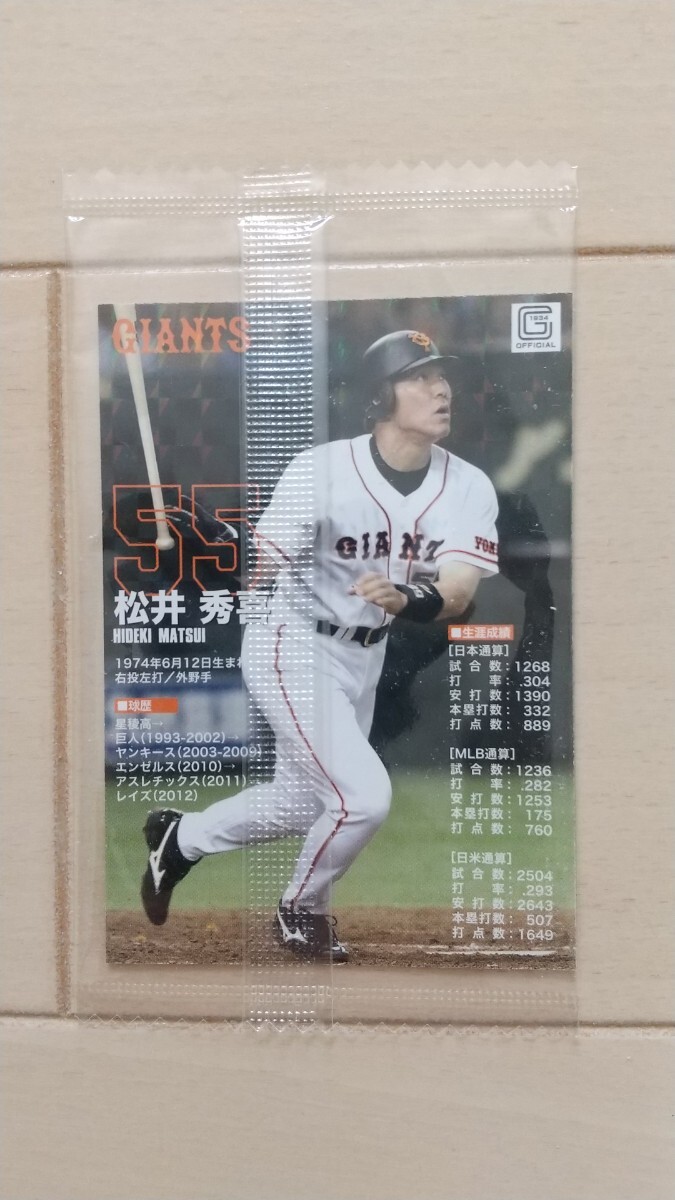 GIANTS
1934
G
OFFICIAL
55
松井 秀喜
HIDEKI MATSUI
1974年6月12日生まれ
右投左打／外野手
■球歴
星稜高→
巨人(1993-2002)→
ヤンキース(2003-2009)→
エンゼルス(2010)→
アスレチックス(2011)→
レイズ(2012)
GIANT
5
YOM
■生涯成績
[日本通算]
試合数:1268
打率:.304
安打数:1390
本塁打数: 332
打点数: 889
[MLB通算]
試合数:1236
打率:.282
安打数:1253
本塁打数: 175
打点数: 760
[日米通算]
試合数:2504
打率:.293
安打数:2643
本塁打数: 507
打点数:1649